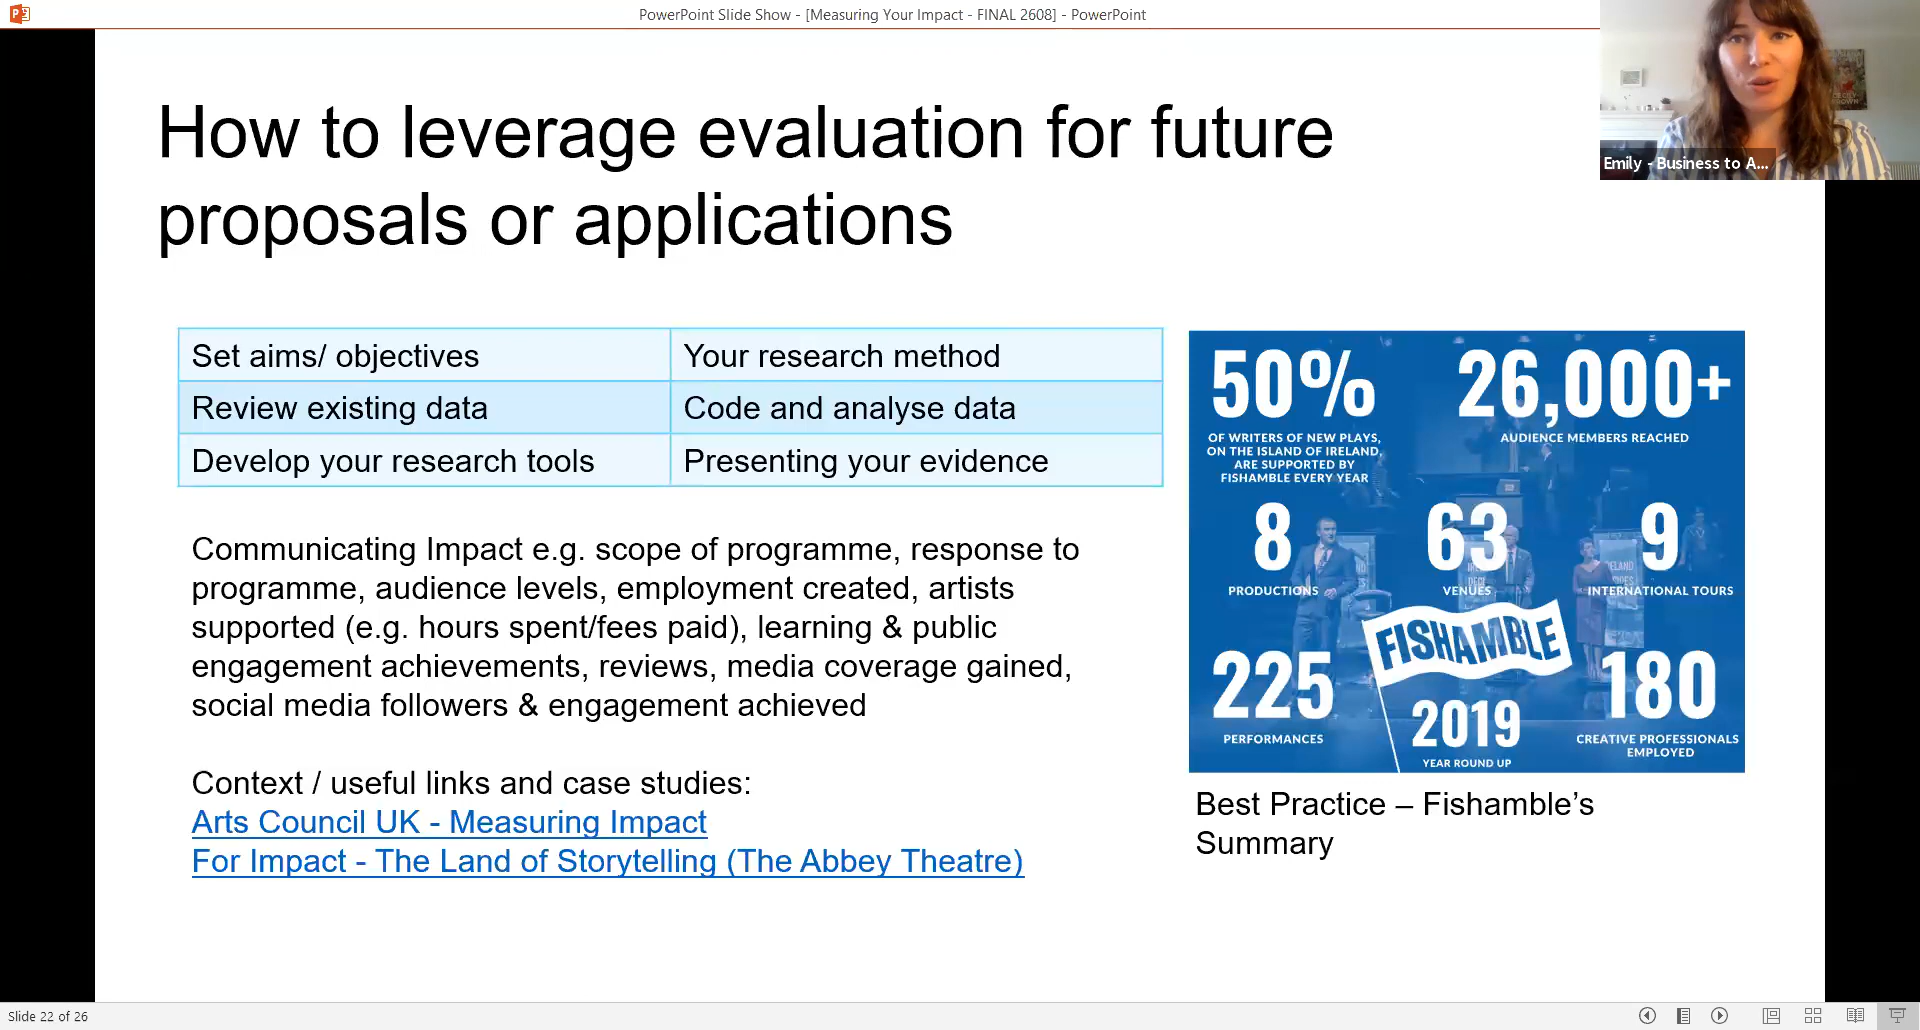 PowerPoint Slide Show - [Measuring Your Impact - FINAL 2608] - PowerPoint
Emily - Business to A...
How to leverage evaluation for future
proposals or applications
Set aims/ objectives
Your research method
Review existing data
Code and analyse data
Develop your research tools
Presenting your evidence
Communicating Impact e.g. scope of programme, response to
programme, audience levels, employment created, artists
supported (e.g. hours spent/fees paid), learning & public
engagement achievements, reviews, media coverage gained,
social media followers & engagement achieved
Context / useful links and case studies:
Arts Council UK - Measuring Impact
For Impact - The Land of Storytelling (The Abbey Theatre)
50%
OF WRITERS OF NEW PLAYS,
ON THE ISLAND OF IRELAND,
ARE SUPPORTED BY
FISHAMBLE EVERY YEAR
26,000+
AUDIENCE MEMBERS REACHED
8
PRODUCTIONS
63
VENUES
9
INTERNATIONAL TOURS
FISHAMBLE
225
PERFORMANCES
2019
YEAR ROUND UP
180
CREATIVE PROFESSIONALS
EMPLOYED
Best Practice – Fishamble’s
Summary
Slide 22 of 26